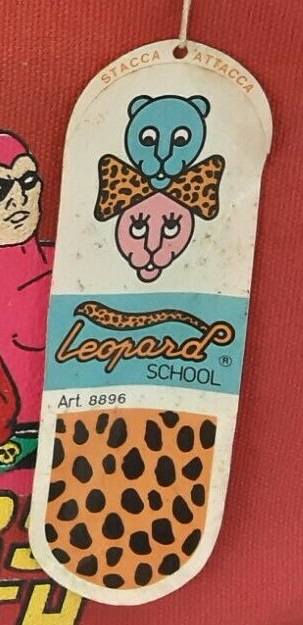 STACCA ATTACCA
Leopard ®
SCHOOL
Art. 8896